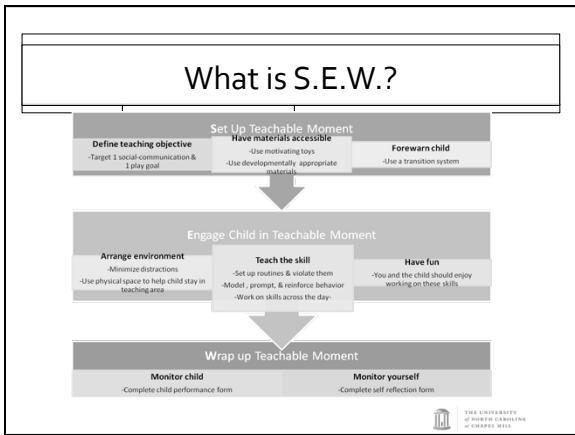 What is S.E.W.?
Set Up Teachable Moment
Define teaching objective
-Target 1 social-communication &
1 play goal
Have materials accessible
-Use motivating toys
-Use developmentally appropriate
materials
Forewarn child
-Use a transition system
Engage Child in Teachable Moment
Arrange environment
-Minimize distractions
-Use physical space to help child stay in
teaching area
Teach the skill
-Set up routines & violate them
-Model , prompt, & reinforce behavior
-Work on skills across the day-
Have fun
-You and the child should enjoy
working on these skills
Wrap up Teachable Moment
Monitor child
-Complete child performance form
Monitor yourself
-Complete self reflection form
THE UNIVERSITY
of NORTH CAROLINA
at CHAPEL HILL